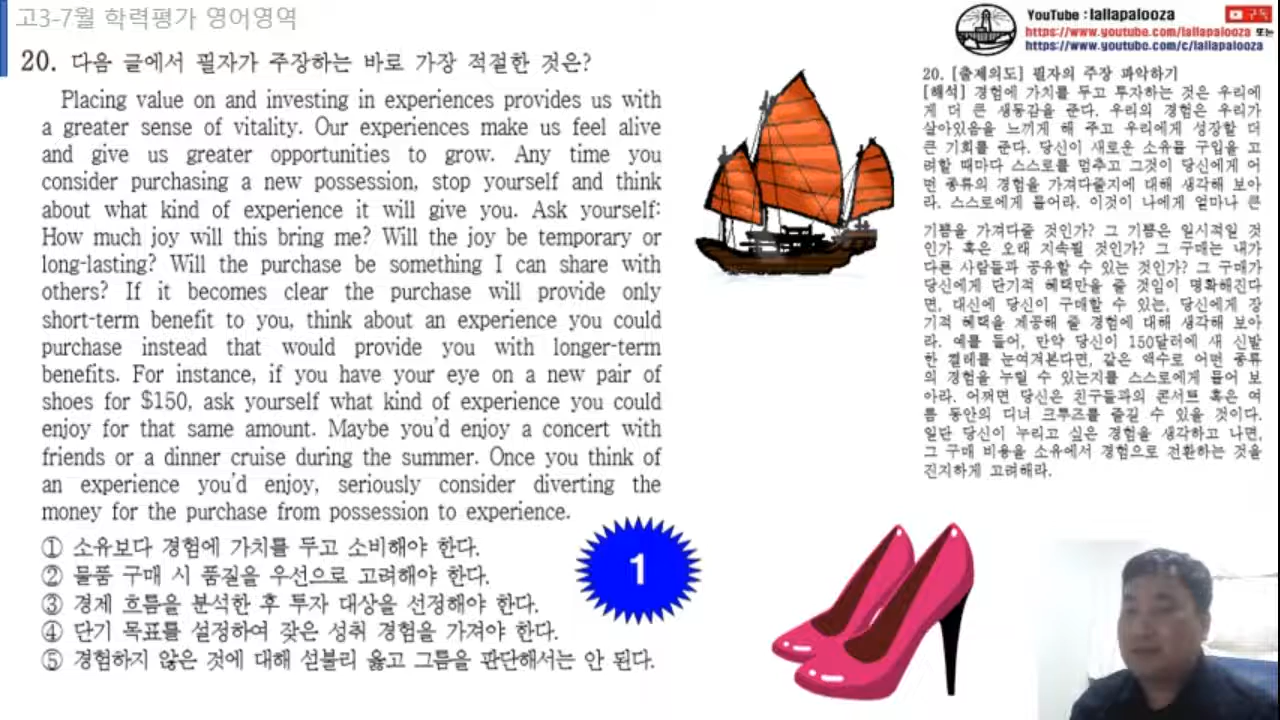 고3-7월 학력평가 영어영역
20. 다음 글에서 필자가 주장하는 바로 가장 적절한 것은?
Placing value on and investing in experiences provides us with
a greater sense of vitality. Our experiences make us feel alive
and give us greater opportunities to grow. Any time you
consider purchasing a new possession, stop yourself and think
about what kind of experience it will give you. Ask yourself:
How much joy will this bring me? Will the joy be temporary or
long-lasting? Will the purchase be something I can share with
others? If it becomes clear the purchase will provide only
short-term benefit to you, think about an experience you could
purchase instead that would provide you with longer-term
benefits. For instance, if you have your eye on a new pair of
shoes for $150, ask yourself what kind of experience you could
enjoy for that same amount. Maybe you'd enjoy a concert with
friends or a dinner cruise during the summer. Once you think of
an experience you'd enjoy, seriously consider diverting the
money for the purchase from possession to experience.
① 소유보다 경험에 가치를 두고 소비해야 한다.
② 물품 구매 시 품질을 우선으로 고려해야 한다.
③ 경제 흐름을 분석한 후 투자 대상을 선정해야 한다.
④ 단기 목표를 설정하여 잦은 성취 경험을 가져야 한다.
⑤ 경험하지 않은 것에 대해 섣불리 옳고 그름을 판단해서는 안 된다.
1
YouTube : lallapalooza
구독
https://www.youtube.com/lallapalooza 또는
https://www.youtube.com/c/lallapalooza
20. [출제의도] 필자의 주장 파악하기
[해석] 경험에 가치를 두고 투자하는 것은 우리에
게 더 큰 생동감을 준다. 우리의 경험은 우리가
살아있음을 느끼게 해 주고 우리에게 성장할 더
큰 기회를 준다. 당신이 새로운 소유물 구입을 고
려할 때마다 스스로를 멈추고 그것이 당신에게 어
떤 종류의 경험을 가져다줄지에 대해 생각해 보아
라. 스스로에게 물어라. 이것이 나에게 얼마나 큰
기쁨을 가져다줄 것인가? 그 기쁨은 일시적일 것
인가 혹은 오래 지속될 것인가? 그 구매는 내가
다른 사람들과 공유할 수 있는 것인가? 그 구매가
당신에게 단기적 혜택만을 줄 것임이 명확해진다
면, 대신에 당신이 구매할 수 있는, 당신에게 장
기적 혜택을 제공해 줄 경험에 대해 생각해 보아
라. 예를 들어, 만약 당신이 150달러에 새 신발
한 켤레를 눈여겨본다면, 같은 액수로 어떤 종류
의 경험을 누릴 수 있는지를 스스로에게 물어 보
아라. 어쩌면 당신은 친구들과의 콘서트 혹은 여
름 동안의 디너 크루즈를 즐길 수 있을 것이다.
일단 당신이 누리고 싶은 경험을 생각하고 나면,
그 구매 비용을 소유에서 경험으로 전환하는 것을
진지하게 고려해라.